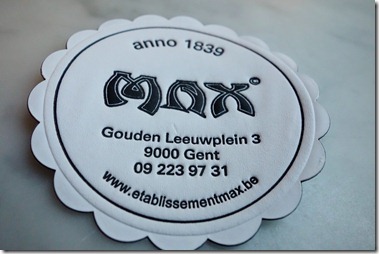 anno 1839
MAX°
Gouden Leeuwplein 3
9000 Gent
09 223 97 31
www.etablissementmax.be